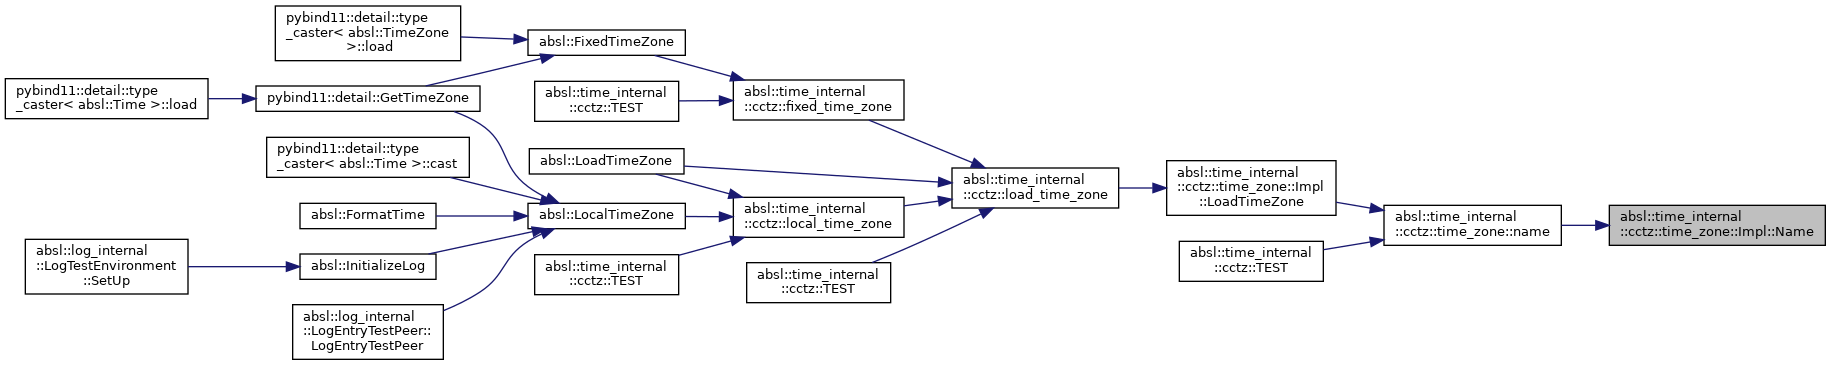 pybind11::detail::type
_caster< absl::TimeZone
>::load
absl::FixedTimeZone
pybind11::detail::type
_caster< absl::Time >::load
pybind11::detail::GetTimeZone
absl::time_internal
::cctz::TEST
absl::time_internal
::cctz::fixed_time_zone
pybind11::detail::type
_caster< absl::Time >::cast
absl::LoadTimeZone
absl::time_internal
::cctz::load_time_zone
absl::time_internal
::cctz::time_zone::Impl
::LoadTimeZone
absl::FormatTime
absl::LocalTimeZone
absl::time_internal
::cctz::local_time_zone
absl::time_internal
::cctz::time_zone::name
absl::time_internal
::cctz::time_zone::Impl::Name
absl::log_internal
::LogTestEnvironment
::SetUp
absl::InitializeLog
absl::time_internal
::cctz::TEST
absl::time_internal
::cctz::TEST
absl::time_internal
::cctz::TEST
absl::log_internal
::LogEntryTestPeer::
LogEntryTestPeer